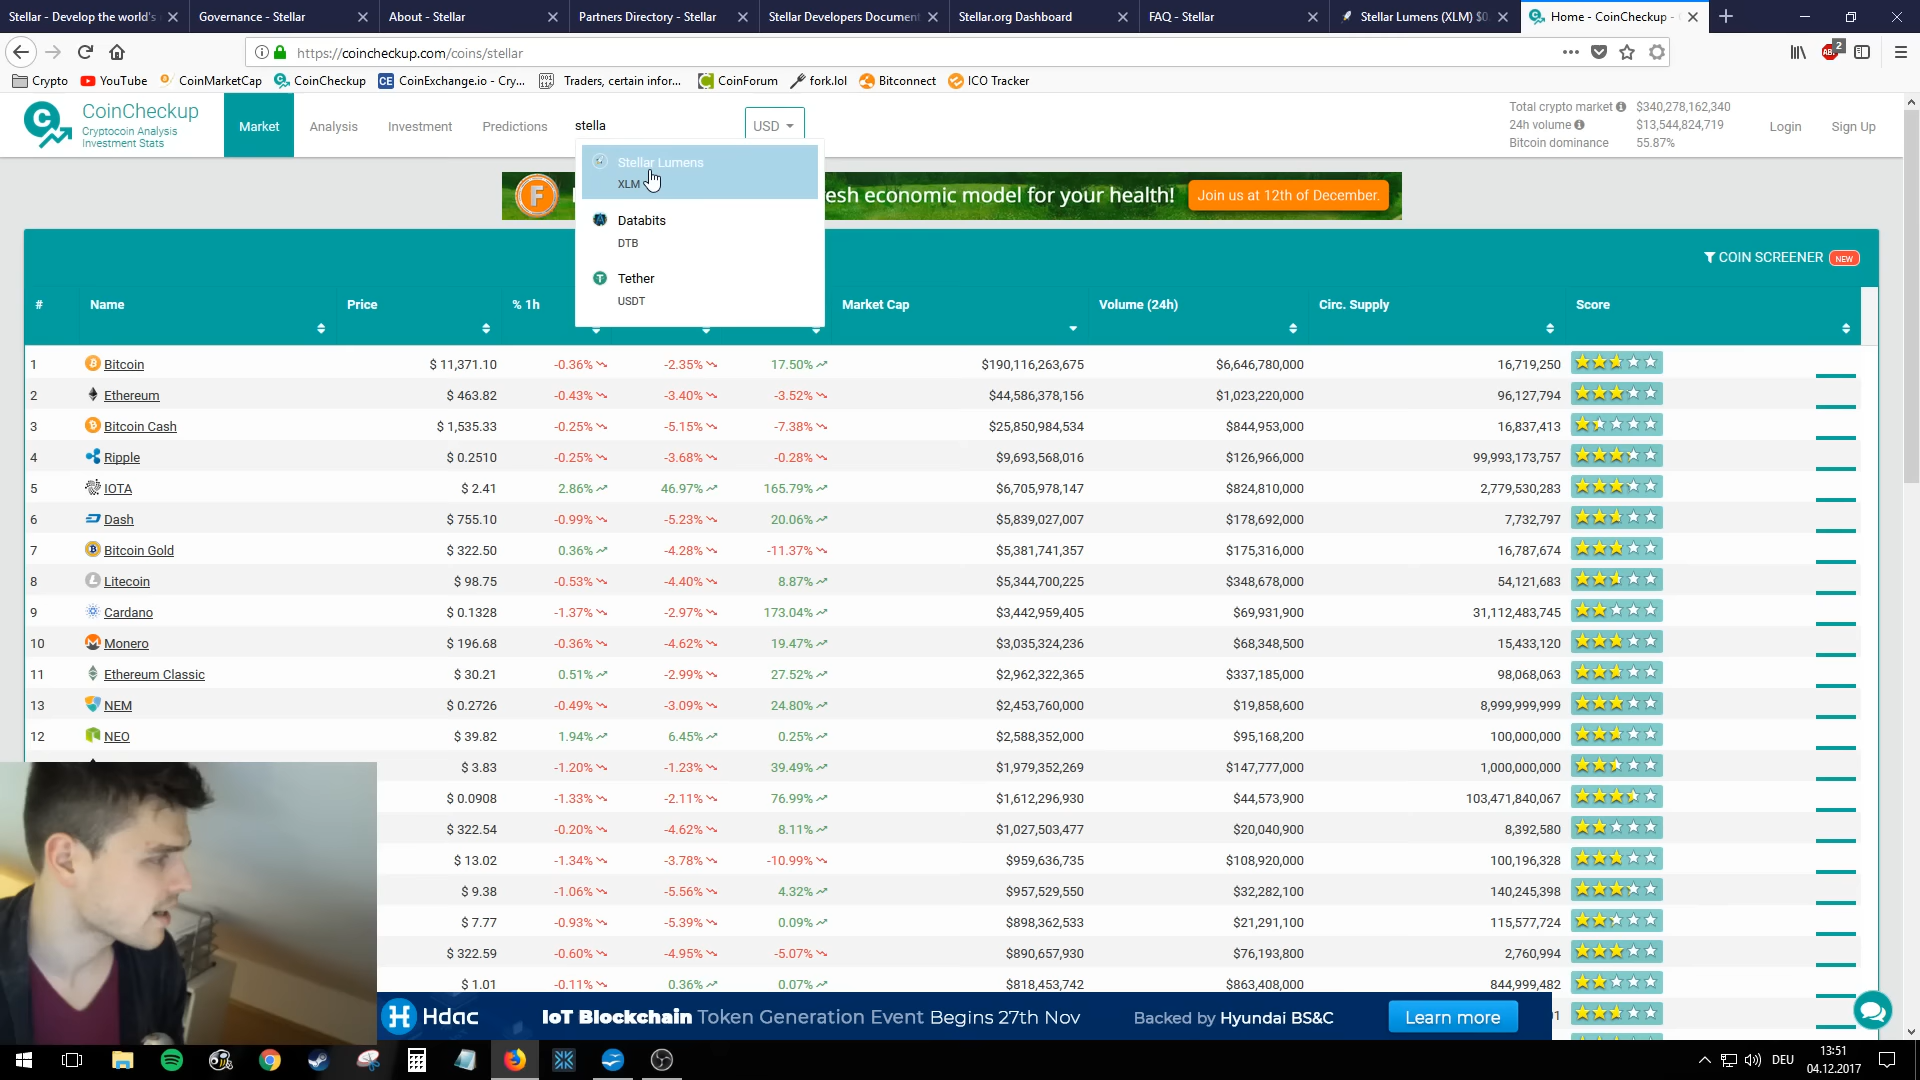 Stellar - Develop the world's
Governance - Stellar
About - Stellar
Partners Directory - Stellar
Stellar Developers Document
Stellar.org Dashboard
FAQ - Stellar
Stellar Lumens (XLM) $0.
Home - CoinCheckup -
https://coincheckup.com/coins/stellar
ABP 2
Crypto
YouTube
CoinMarketCap
CoinCheckup
CE CoinExchange.io - Cry...
Traders, certain infor...
CoinForum
fork.lol
Bitconnect
ICO Tracker
CoinCheckup
Cryptocoin Analysis
Investment Stats
Market
Analysis
Investment
Predictions
stella
USD
Total crypto market $340,278,162,340
24h volume $13,544,824,719
Bitcoin dominance 55.87%
Login
Sign Up
Stellar Lumens
XLM
Databits
DTB
Tether
USDT
resh economic model for your health!
Join us at 12th of December.
COIN SCREENER NEW
# Name Price % 1h Market Cap Volume (24h) Circ. Supply Score
1 Bitcoin $ 11,371.10 -0.36% -2.35% 17.50% $190,116,263,675 $6,646,780,000 16,719,250
2 Ethereum $ 463.82 -0.43% -3.40% -3.52% $44,586,378,156 $1,023,220,000 96,127,794
3 Bitcoin Cash $ 1,535.33 -0.25% -5.15% -7.38% $25,850,984,534 $844,953,000 16,837,413
4 Ripple $ 0.2510 -0.25% -3.68% -0.28% $9,693,568,016 $126,966,000 99,993,173,757
5 IOTA $ 2.41 2.86% 46.97% 165.79% $6,705,978,147 $824,810,000 2,779,530,283
6 Dash $ 755.10 -0.99% -5.23% 20.06% $5,839,027,007 $178,692,000 7,732,797
7 Bitcoin Gold $ 322.50 0.36% -4.28% -11.37% $5,381,741,357 $175,316,000 16,787,674
8 Litecoin $ 98.75 -0.53% -4.40% 8.87% $5,344,700,225 $348,678,000 54,121,683
9 Cardano $ 0.1328 -1.37% -2.97% 173.04% $3,442,959,405 $69,931,900 31,112,483,745
10 Monero $ 196.68 -0.36% -4.62% 19.47% $3,035,324,236 $68,348,500 15,433,120
11 Ethereum Classic $ 30.21 0.51% -2.99% 27.52% $2,962,322,365 $337,185,000 98,068,063
13 NEM $ 0.2726 -0.49% -3.09% 24.80% $2,453,760,000 $19,858,600 8,999,999,999
12 NEO $ 39.82 1.94% 6.45% 0.25% $2,588,352,000 $95,168,200 100,000,000
$ 3.83 -1.20% -1.23% 39.49% $1,979,352,269 $147,777,000 1,000,000,000
$ 0.0908 -1.33% -2.11% 76.99% $1,612,296,930 $44,573,900 103,471,840,067
$ 322.54 -0.20% -4.62% 8.11% $1,027,503,477 $20,040,900 8,392,580
$ 13.02 -1.34% -3.78% -10.99% $959,636,735 $108,920,000 100,196,328
$ 9.38 -1.06% -5.56% 4.32% $957,529,550 $32,282,100 140,245,398
$ 7.77 -0.93% -5.39% 0.09% $898,362,533 $21,291,100 115,577,724
$ 322.59 -0.60% -4.95% -5.07% $890,657,930 $76,193,800 2,760,994
$ 1.01 -0.11% 0.36% 0.07% $818,453,742 $863,408,000 844,999,482
Hdac
IoT Blockchain Token Generation Event Begins 27th Nov
Backed by Hyundai BS&C
Learn more
DEU
13:51
04.12.2017